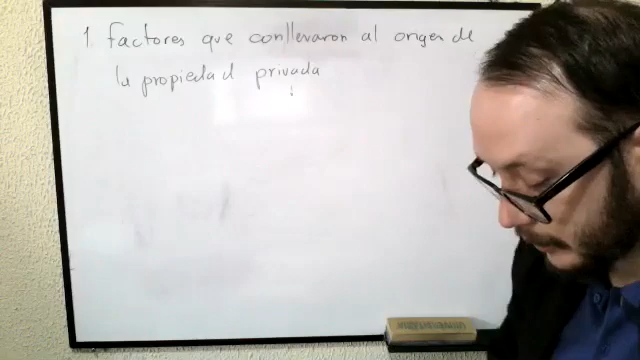 1 factores que conllevaron al origen de
la propiedad privada